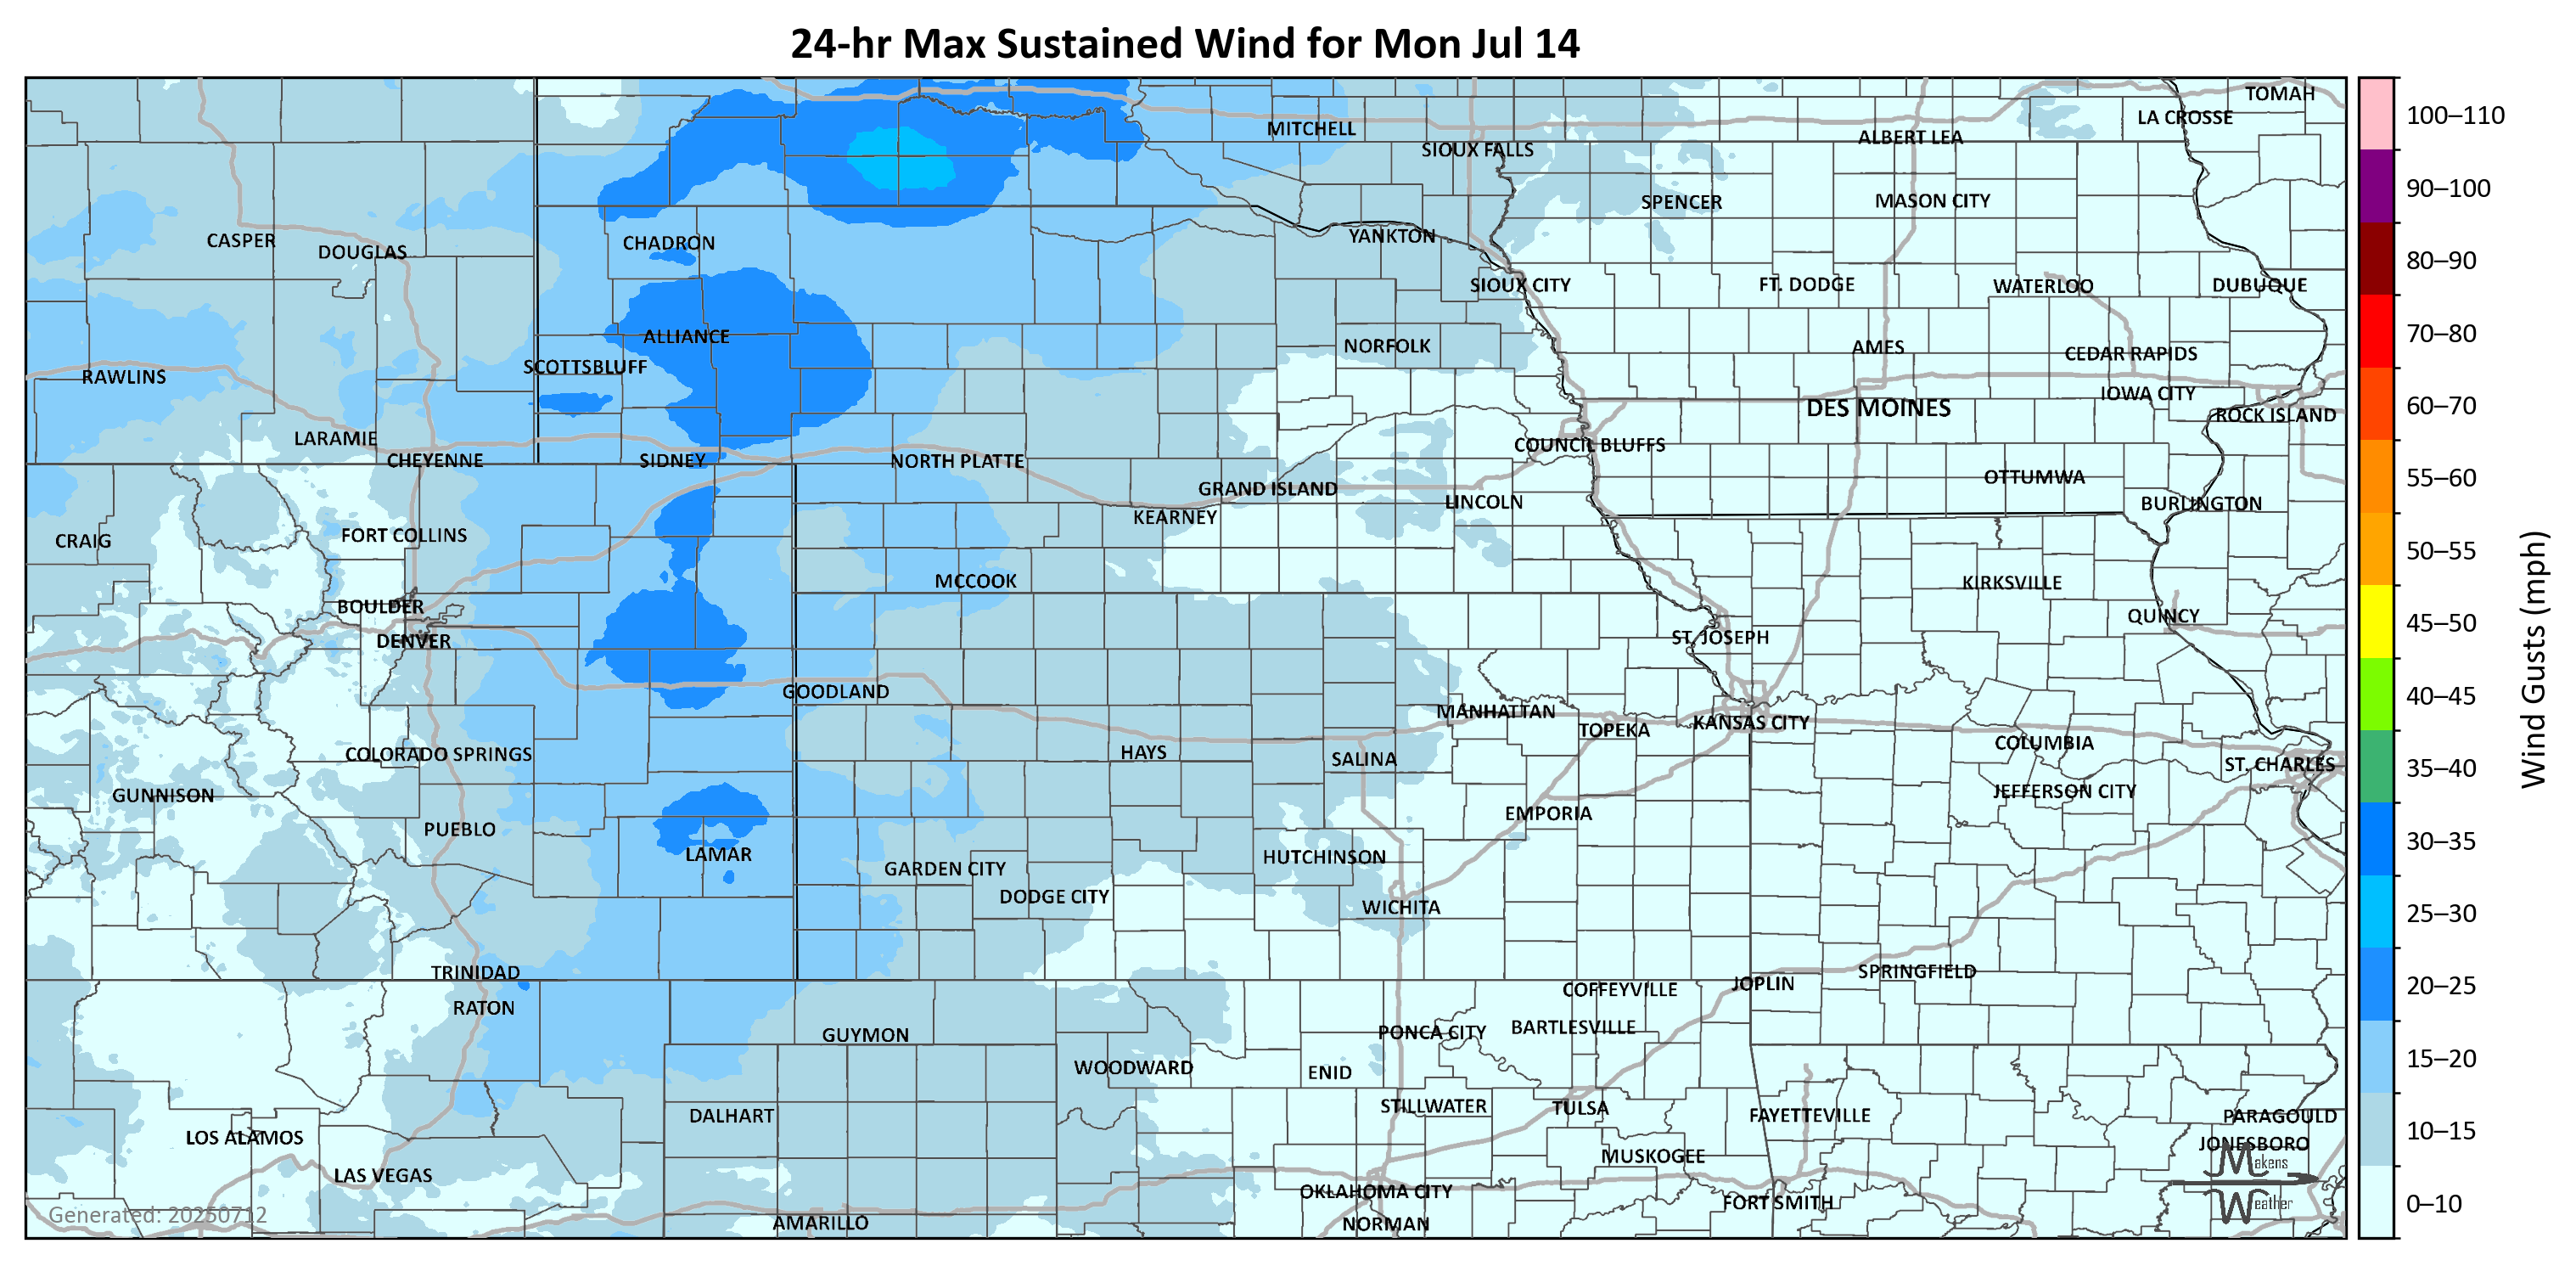 24-hr Max Sustained Wind for Mon Jul 14
TOMAH
LA CROSSE
MITCHELL
ALBERT LEA
SIOUX FALLS
SPENCER
MASON CITY
CASPER
DOUGLAS
CHADRON
YANKTON
SIOUX CITY
FT. DODGE
WATERLOO
DUBUQUE
ALLIANCE
NORFOLK
AMES
CEDAR RAPIDS
SCOTTSBLUFF
RAWLINS
IOWA CITY
DES MOINES
ROCK ISLAND
LARAMIE
COUNCIL BLUFFS
CHEYENNE
SIDNEY
NORTH PLATTE
OTTUMWA
GRAND ISLAND
LINCOLN
BURLINGTON
KEARNEY
CRAIG
FORT COLLINS
MCCOOK
KIRKSVILLE
BOULDER
QUINCY
DENVER
ST. JOSEPH
GOODLAND
MANHATTAN
TOPEKA
KANSAS CITY
COLORADO SPRINGS
HAYS
SALINA
COLUMBIA
ST. CHARLES
GUNNISON
JEFFERSON CITY
PUEBLO
EMPORIA
LAMAR
HUTCHINSON
GARDEN CITY
DODGE CITY
WICHITA
TRINIDAD
SPRINGFIELD
JOPLIN
RATON
COFFEYVILLE
GUYMON
PONCA CITY
BARTLESVILLE
WOODWARD
ENID
DALHART
STILLWATER
TULSA
FAYETTEVILLE
PARAGOULD
LOS ALAMOS
JONESBORO
LAS VEGAS
MUSKOGEE
OKLAHOMA CITY
FORT SMITH
AMARILLO
NORMAN
Generated: 20250712
Makens
Weather
100–110
90–100
80–90
70–80
60–70
55–60
50–55
45–50
40–45
35–40
30–35
25–30
20–25
15–20
10–15
0–10
Wind Gusts (mph)